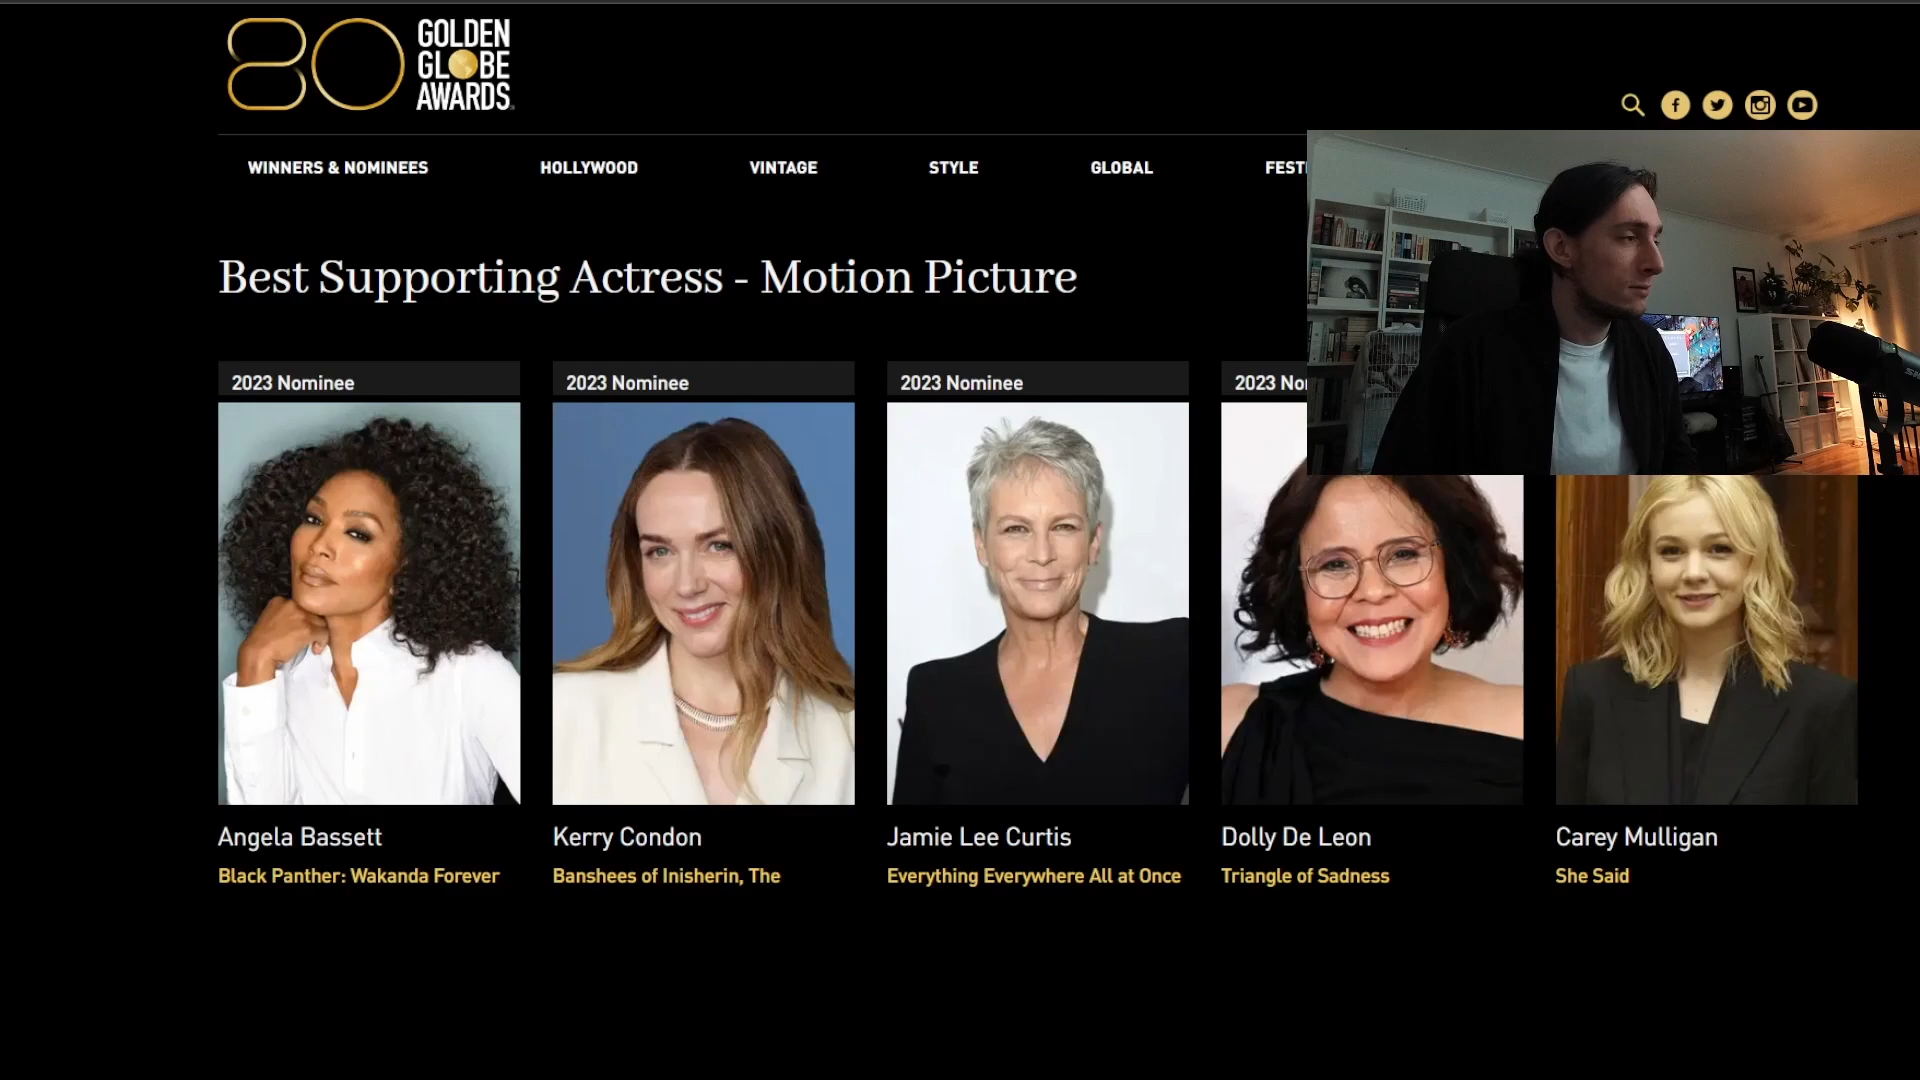 80 GOLDEN
GLOBE
AWARDS
WINNERS & NOMINEES HOLLYWOOD VINTAGE STYLE GLOBAL
Best Supporting Actress - Motion Picture
2023 Nominee 2023 Nominee 2023 Nominee 2023
Angela Bassett Kerry Condon Jamie Lee Curtis Dolly De Leon Carey Mulligan
Black Panther: Wakanda Forever Banshees of Inisherin, The Everything Everywhere All at Once Triangle of Sadness She Said